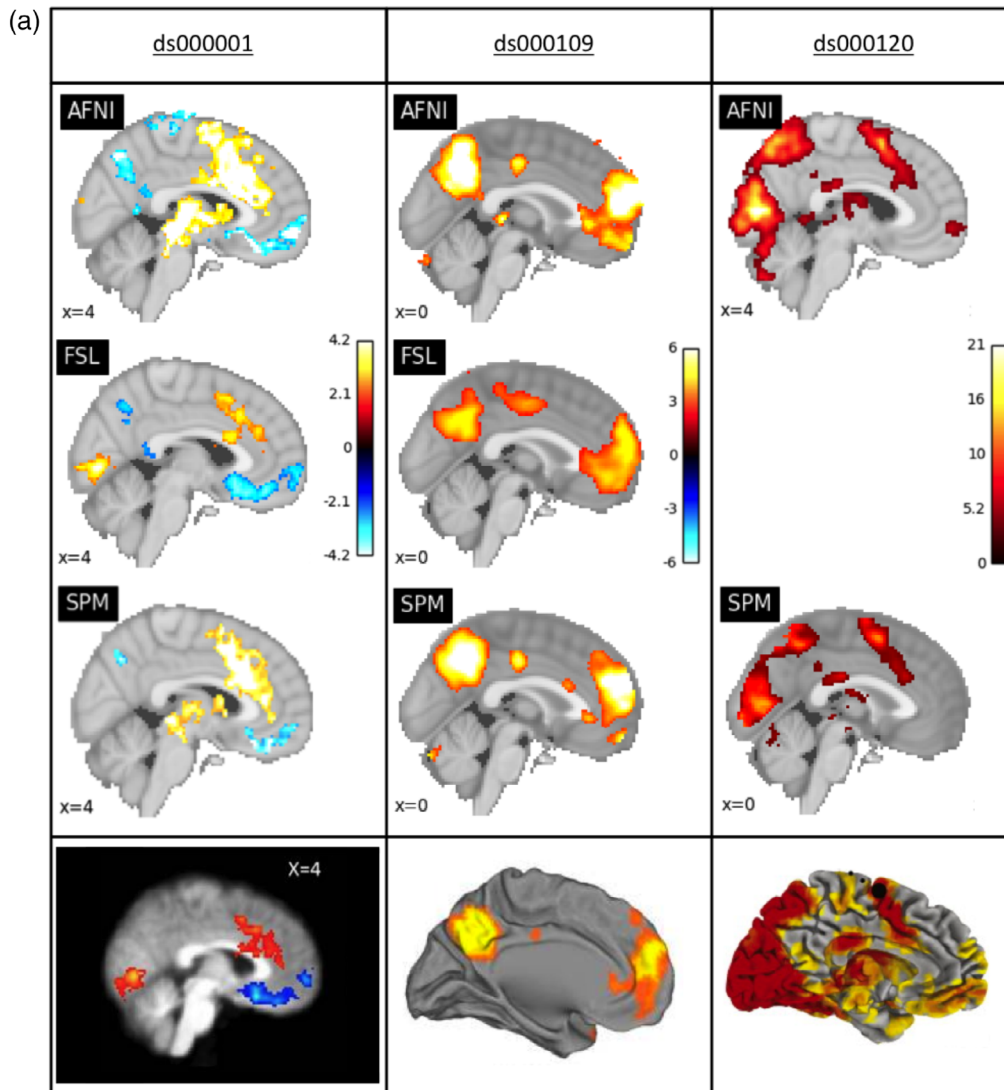 (a)
ds000001 ds000109 ds000120
AFNI AFNI AFNI
x=4 x=0 x=4
FSL 4.2 FSL 6 21
2.1 3 15.7
0 0 10
-2.1 -3 5.2
x=4 -4.2 x=0 -6 0
SPM SPM SPM
x=4 x=0 x=0
X=4